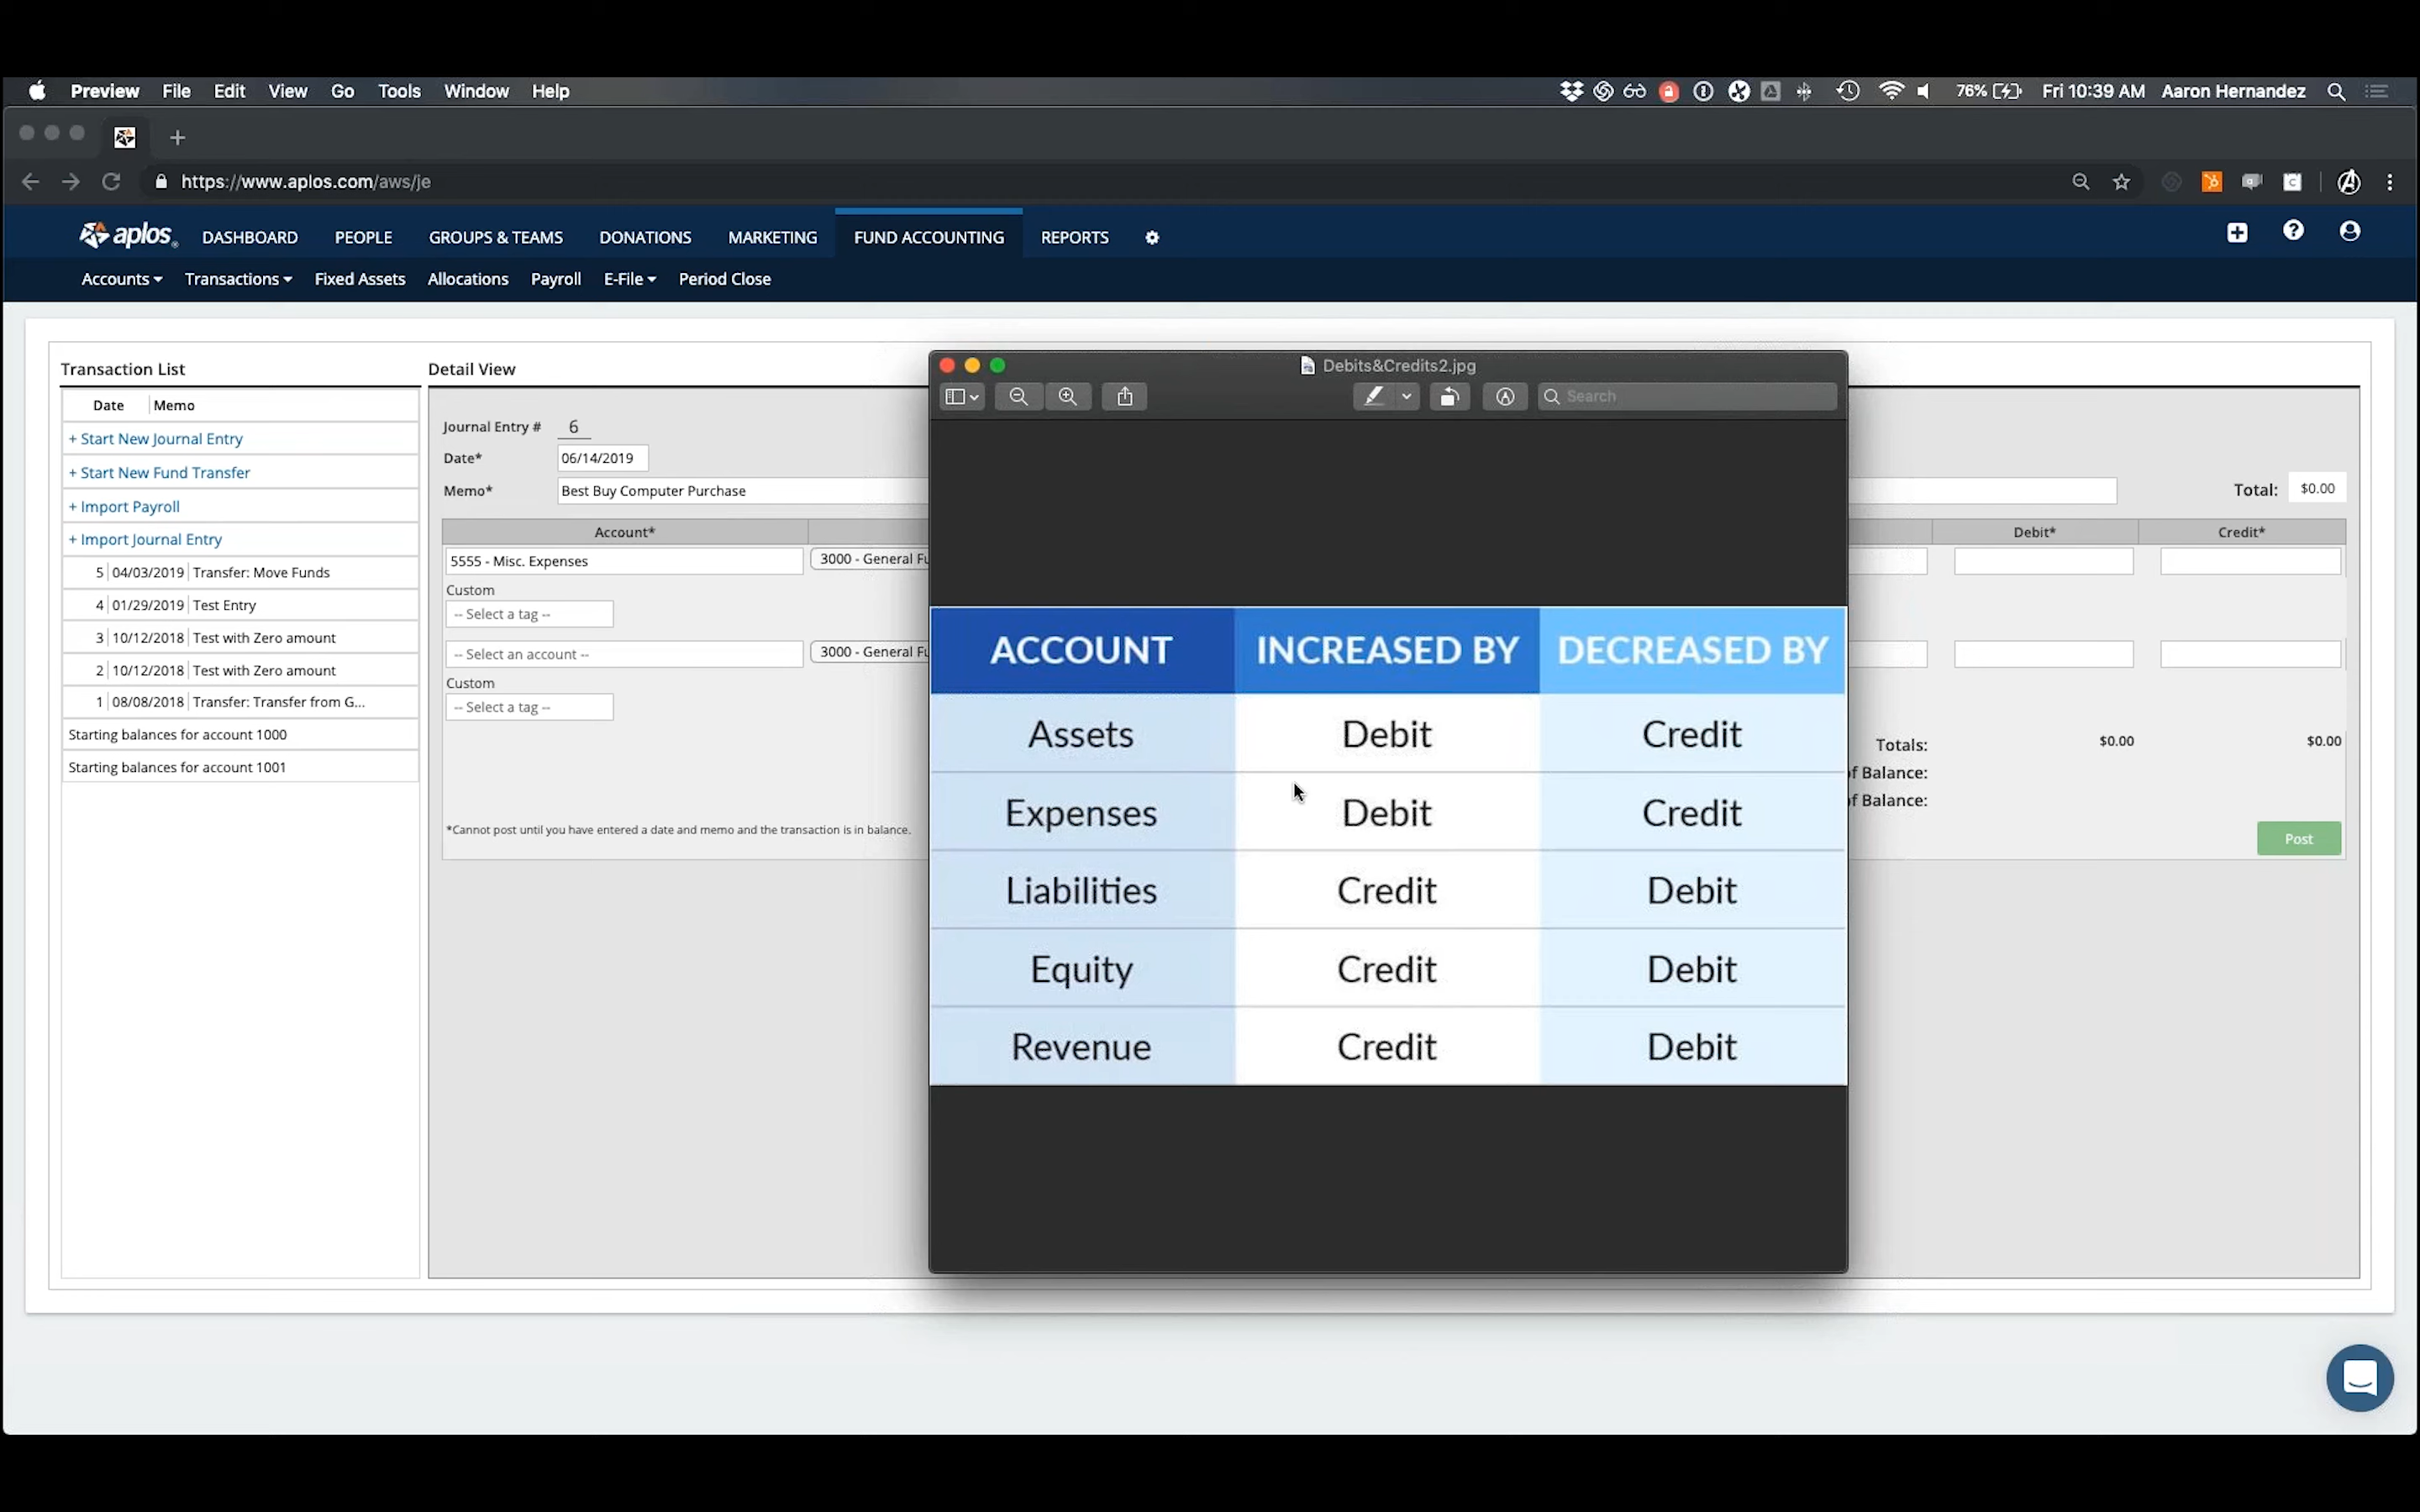 Preview File Edit View Go Tools Window Help 76% Fri 10:39 AM Aaron Hernandez
https://www.aplos.com/aws/je
aplos DASHBOARD PEOPLE GROUPS & TEAMS DONATIONS MARKETING FUND ACCOUNTING REPORTS
Accounts Transactions Fixed Assets Allocations Payroll E-File Period Close
Transaction List
Date Memo
+ Start New Journal Entry
+ Start New Fund Transfer
+ Import Payroll
+ Import Journal Entry
5 04/03/2019 Transfer: Move Funds
4 01/29/2019 Test Entry
3 10/12/2018 Test with Zero amount
2 10/12/2018 Test with Zero amount
1 08/08/2018 Transfer: Transfer from G...
Starting balances for account 1000
Starting balances for account 1001
Detail View
Journal Entry # 6
Date* 06/14/2019
Memo* Best Buy Computer Purchase
Total: $0.00
Account* Debit* Credit*
5555 - Misc. Expenses 3000 - General Fu
Custom
-- Select a tag --
-- Select an account -- 3000 - General Fu
Custom
-- Select a tag --
Totals: $0.00 $0.00
of Balance:
of Balance:
*Cannot post until you have entered a date and memo and the transaction is in balance.
Post
Debits&Credits2.jpg
Search
ACCOUNT INCREASED BY DECREASED BY
Assets Debit Credit
Expenses Debit Credit
Liabilities Credit Debit
Equity Credit Debit
Revenue Credit Debit